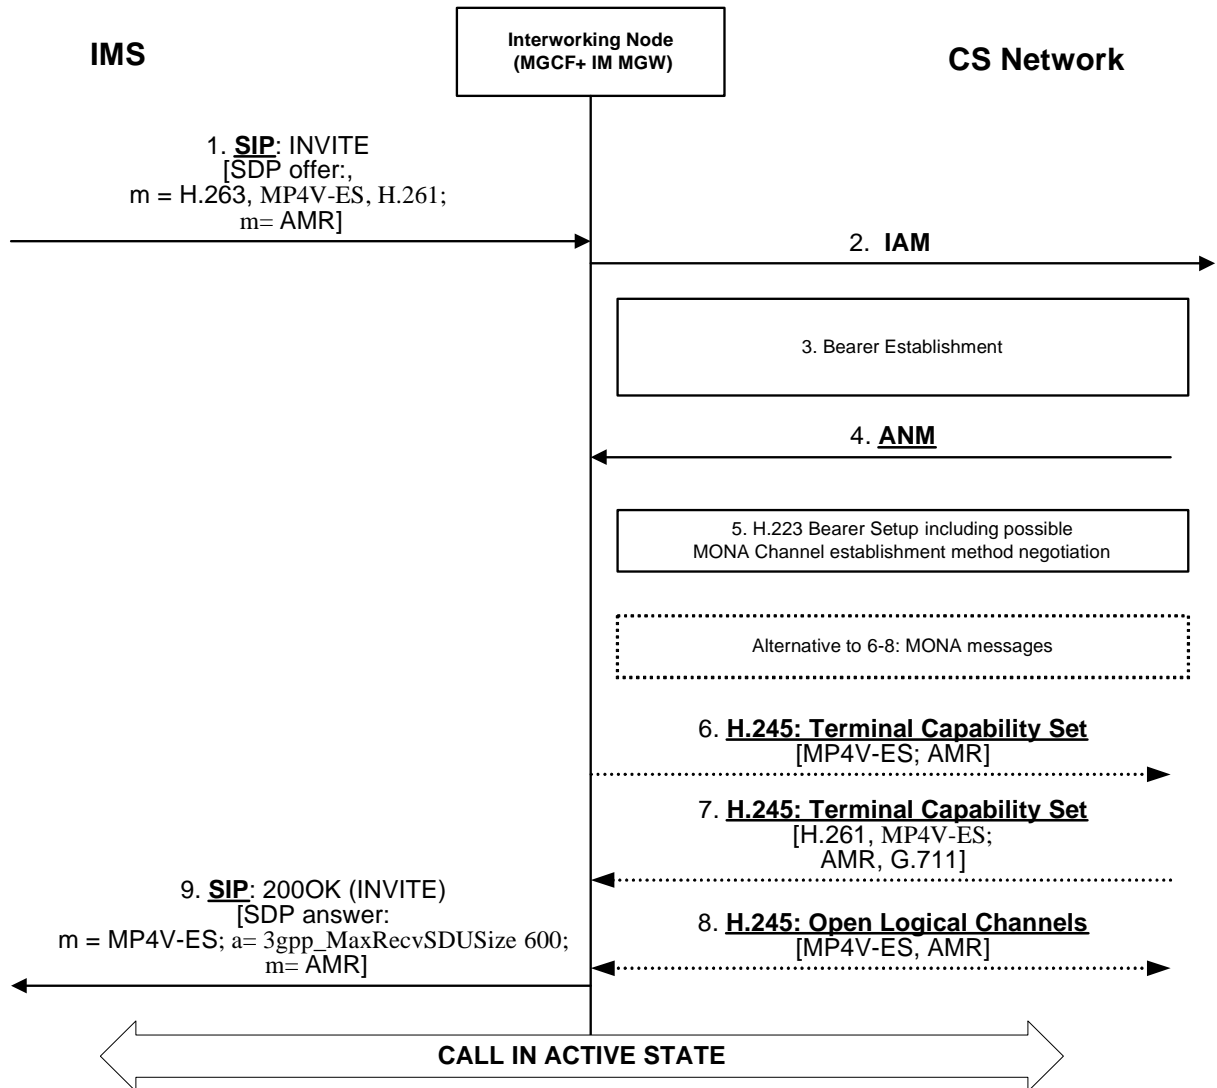 IMS
Interworking Node
(MGCF+ IM MGW)
CS Network
1. SIP: INVITE
[SDP offer:,
m = H.263, MP4V-ES, H.261;
m= AMR]
2. IAM
3. Bearer Establishment
4. ANM
5. H.223 Bearer Setup including possible
MONA Channel establishment method negotiation
Alternative to 6-8: MONA messages
6. H.245: Terminal Capability Set
[MP4V-ES; AMR]
7. H.245: Terminal Capability Set
[H.261, MP4V-ES;
AMR, G.711]
9. SIP: 200OK (INVITE)
[SDP answer:
m = MP4V-ES; a= 3gpp_MaxRecvSDUSize 600;
m= AMR]
8. H.245: Open Logical Channels
[MP4V-ES, AMR]
CALL IN ACTIVE STATE